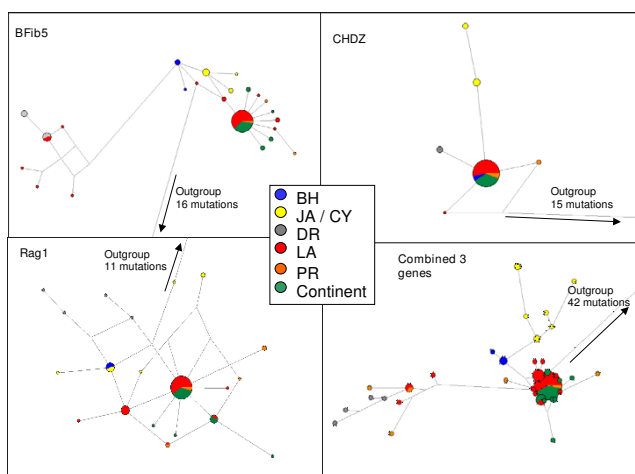 BFib5
Outgroup
16 mutations
CHDZ
Outgroup
15 mutations
BH
JA / CY
DR
LA
PR
Continent
Rag1
Outgroup
11 mutations
Combined 3
genes
Outgroup
42 mutations